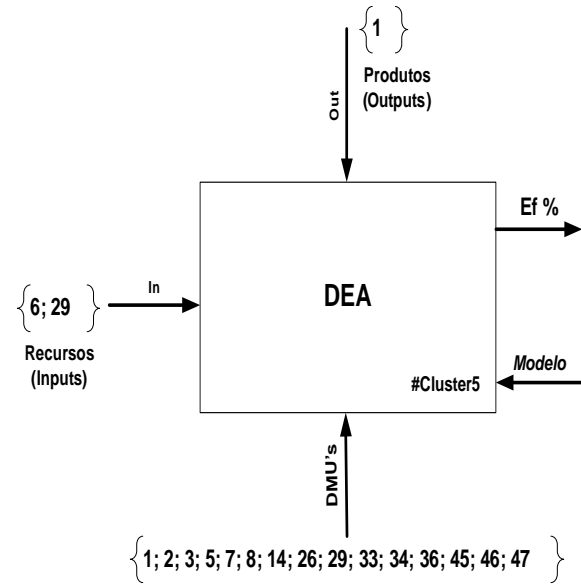 {1}
Produtos
(Outputs)
Out
Ef %
DEA
In
{6; 29}
Recursos
(Inputs)
Modelo
#Cluster5
DMU's
{1; 2; 3; 5; 7; 8; 14; 26; 29; 33; 34; 36; 45; 46; 47}